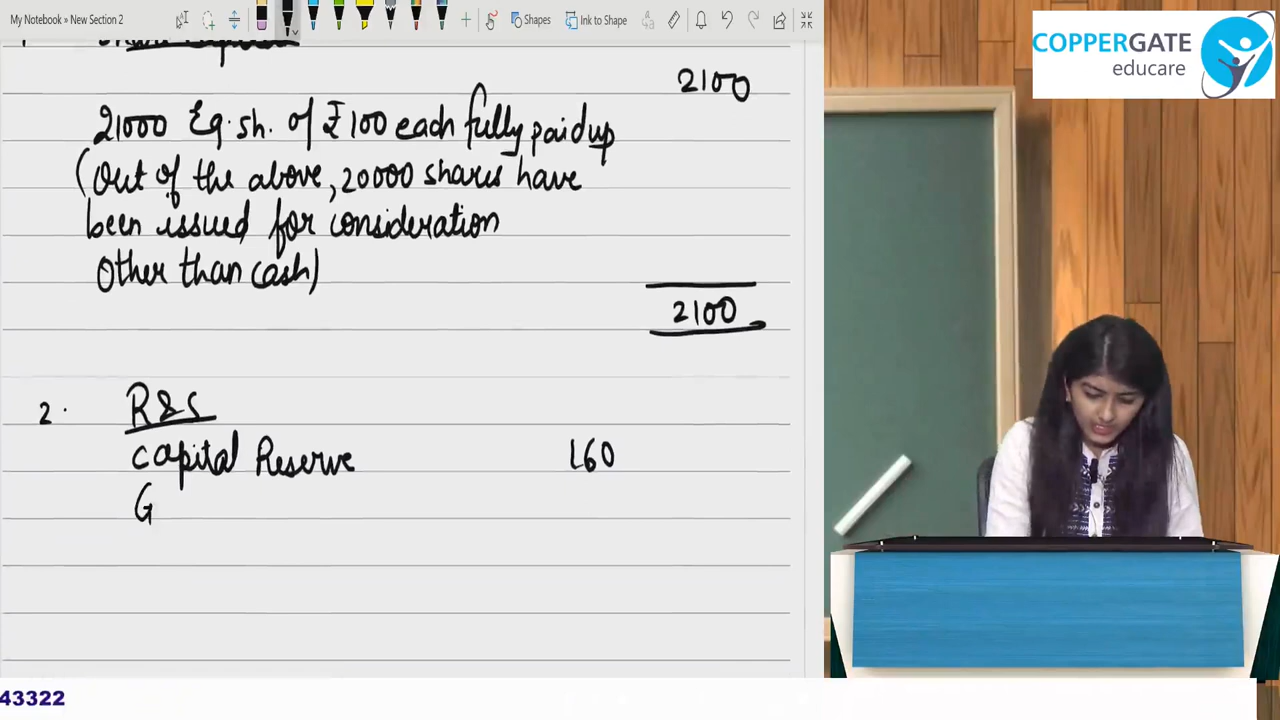 My Notebook » New Section 2
Shapes
Ink to Shape
COPPERGATE
educare
2100
21000 Eq. sh. of ₹100 each fully paid up
(Out of the above, 20000 shares have
been issued for consideration
other than cash)
2100
2. R&S
Capital Reserve 160
G
43322